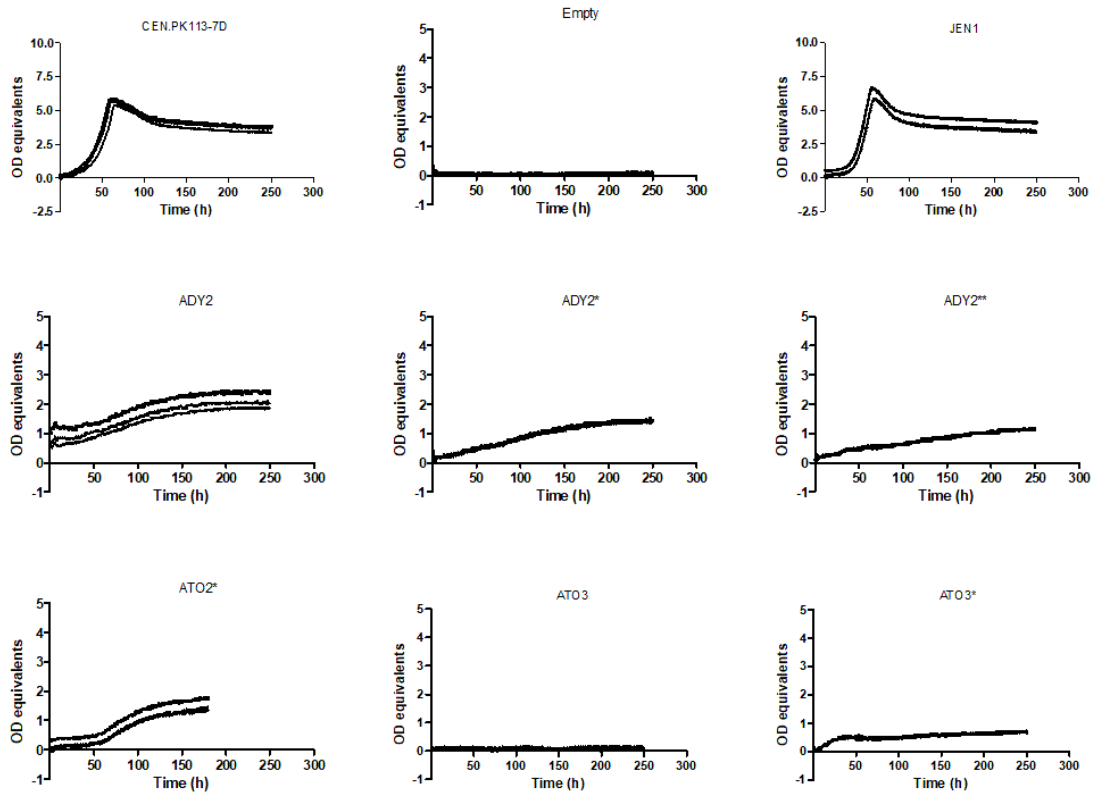 CEN.PK113-7D
10.0
7.5
5.0
2.5
0.0
-2.5
50 100 150 200 250 300
OD equivalents
Time (h)
Empty
5
4
3
2
1
0
-1
50 100 150 200 250 300
OD equivalents
Time (h)
JEN1
10.0
7.5
5.0
2.5
0.0
-2.5
50 100 150 200 250 300
OD equivalents
Time (h)
ADY2
5
4
3
2
1
0
-1
50 100 150 200 250 300
OD equivalents
Time (h)
ADY2*
5
4
3
2
1
0
-1
50 100 150 200 250 300
OD equivalents
Time (h)
ADY2**
5
4
3
2
1
0
-1
50 100 150 200 250 300
OD equivalents
Time (h)
ATO2*
5
4
3
2
1
0
-1
50 100 150 200 250 300
OD equivalents
Time (h)
ATO3
5
4
3
2
1
0
-1
50 100 150 200 250 300
OD equivalents
Time (h)
ATO3*
5
4
3
2
1
0
-1
50 100 150 200 250 300
OD equivalents
Time (h)